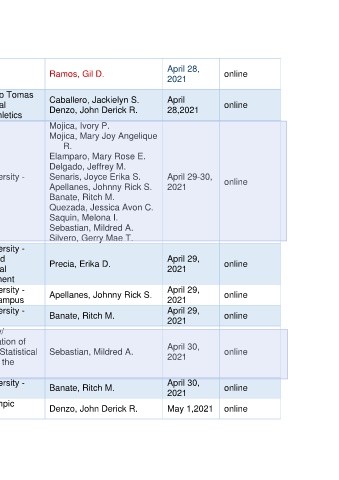 Ramos, Gil D. April 28, 2021 online
o Tomas
al
hletics
Caballero, Jackielyn S.
Denzo, John Derick R.
April
28,2021
online
ersity -
Mojica, Ivory P.
Mojica, Mary Joy Angelique
R.
Elamparo, Mary Rose E.
Delgado, Jeffrey M.
Senaris, Joyce Erika S.
Apellanes, Johnny Rick S.
Banate, Ritch M.
Quezada, Jessica Avon C.
Saquin, Melona I.
Sebastian, Mildred A.
Silvero, Gerry Mae T.
April 29-30,
2021
online
ersity -
d
al
ment
Precia, Erika D.
April 29,
2021
online
ersity -
ampus
Apellanes, Johnny Rick S.
April 29,
2021
online
ersity -
Banate, Ritch M.
April 29,
2021
online
y/
ation of
Statistical
the
Sebastian, Mildred A.
April 30,
2021
online
ersity -
Banate, Ritch M.
April 30,
2021
online
mpic
Denzo, John Derick R.
May 1,2021
online